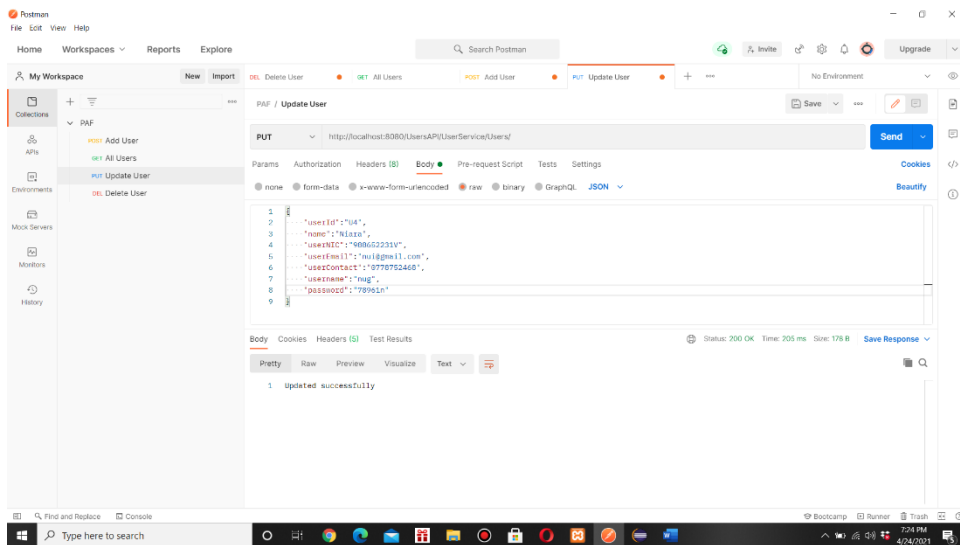 Postman
File Edit View Help
Home Workspaces Reports Explore
Search Postman
Invite
Upgrade
My Workspace
New Import
DEL Delete User
GET All Users
POST Add User
PUT Update User
No Environment
Collections
APIs
Environments
Mock Servers
Monitors
History
PAF
POST Add User
GET All Users
PUT Update User
DEL Delete User
PAF / Update User
Save
PUT
http://localhost:8080/UsersAPI/UserService/Users/
Send
Params Authorization Headers (8) Body Pre-request Script Tests Settings
Cookies
none form-data x-www-form-urlencoded raw binary GraphQL JSON
Beautify
1 {
2 "userId":"U4",
3 "name":"Niara",
4 "userNIC":"980652231V",
5 "userEmail":"nui@gmail.com",
6 "userContact":"0770752468",
7 "username":"nug",
8 "password":"78961n"
9 }
Body Cookies Headers (5) Test Results
Status: 200 OK Time: 205 ms Size: 178 B Save Response
Pretty Raw Preview Visualize Text
1 Updated successfully
Find and Replace Console
Bootcamp Runner Trash
Type here to search
7:24 PM
4/24/2021